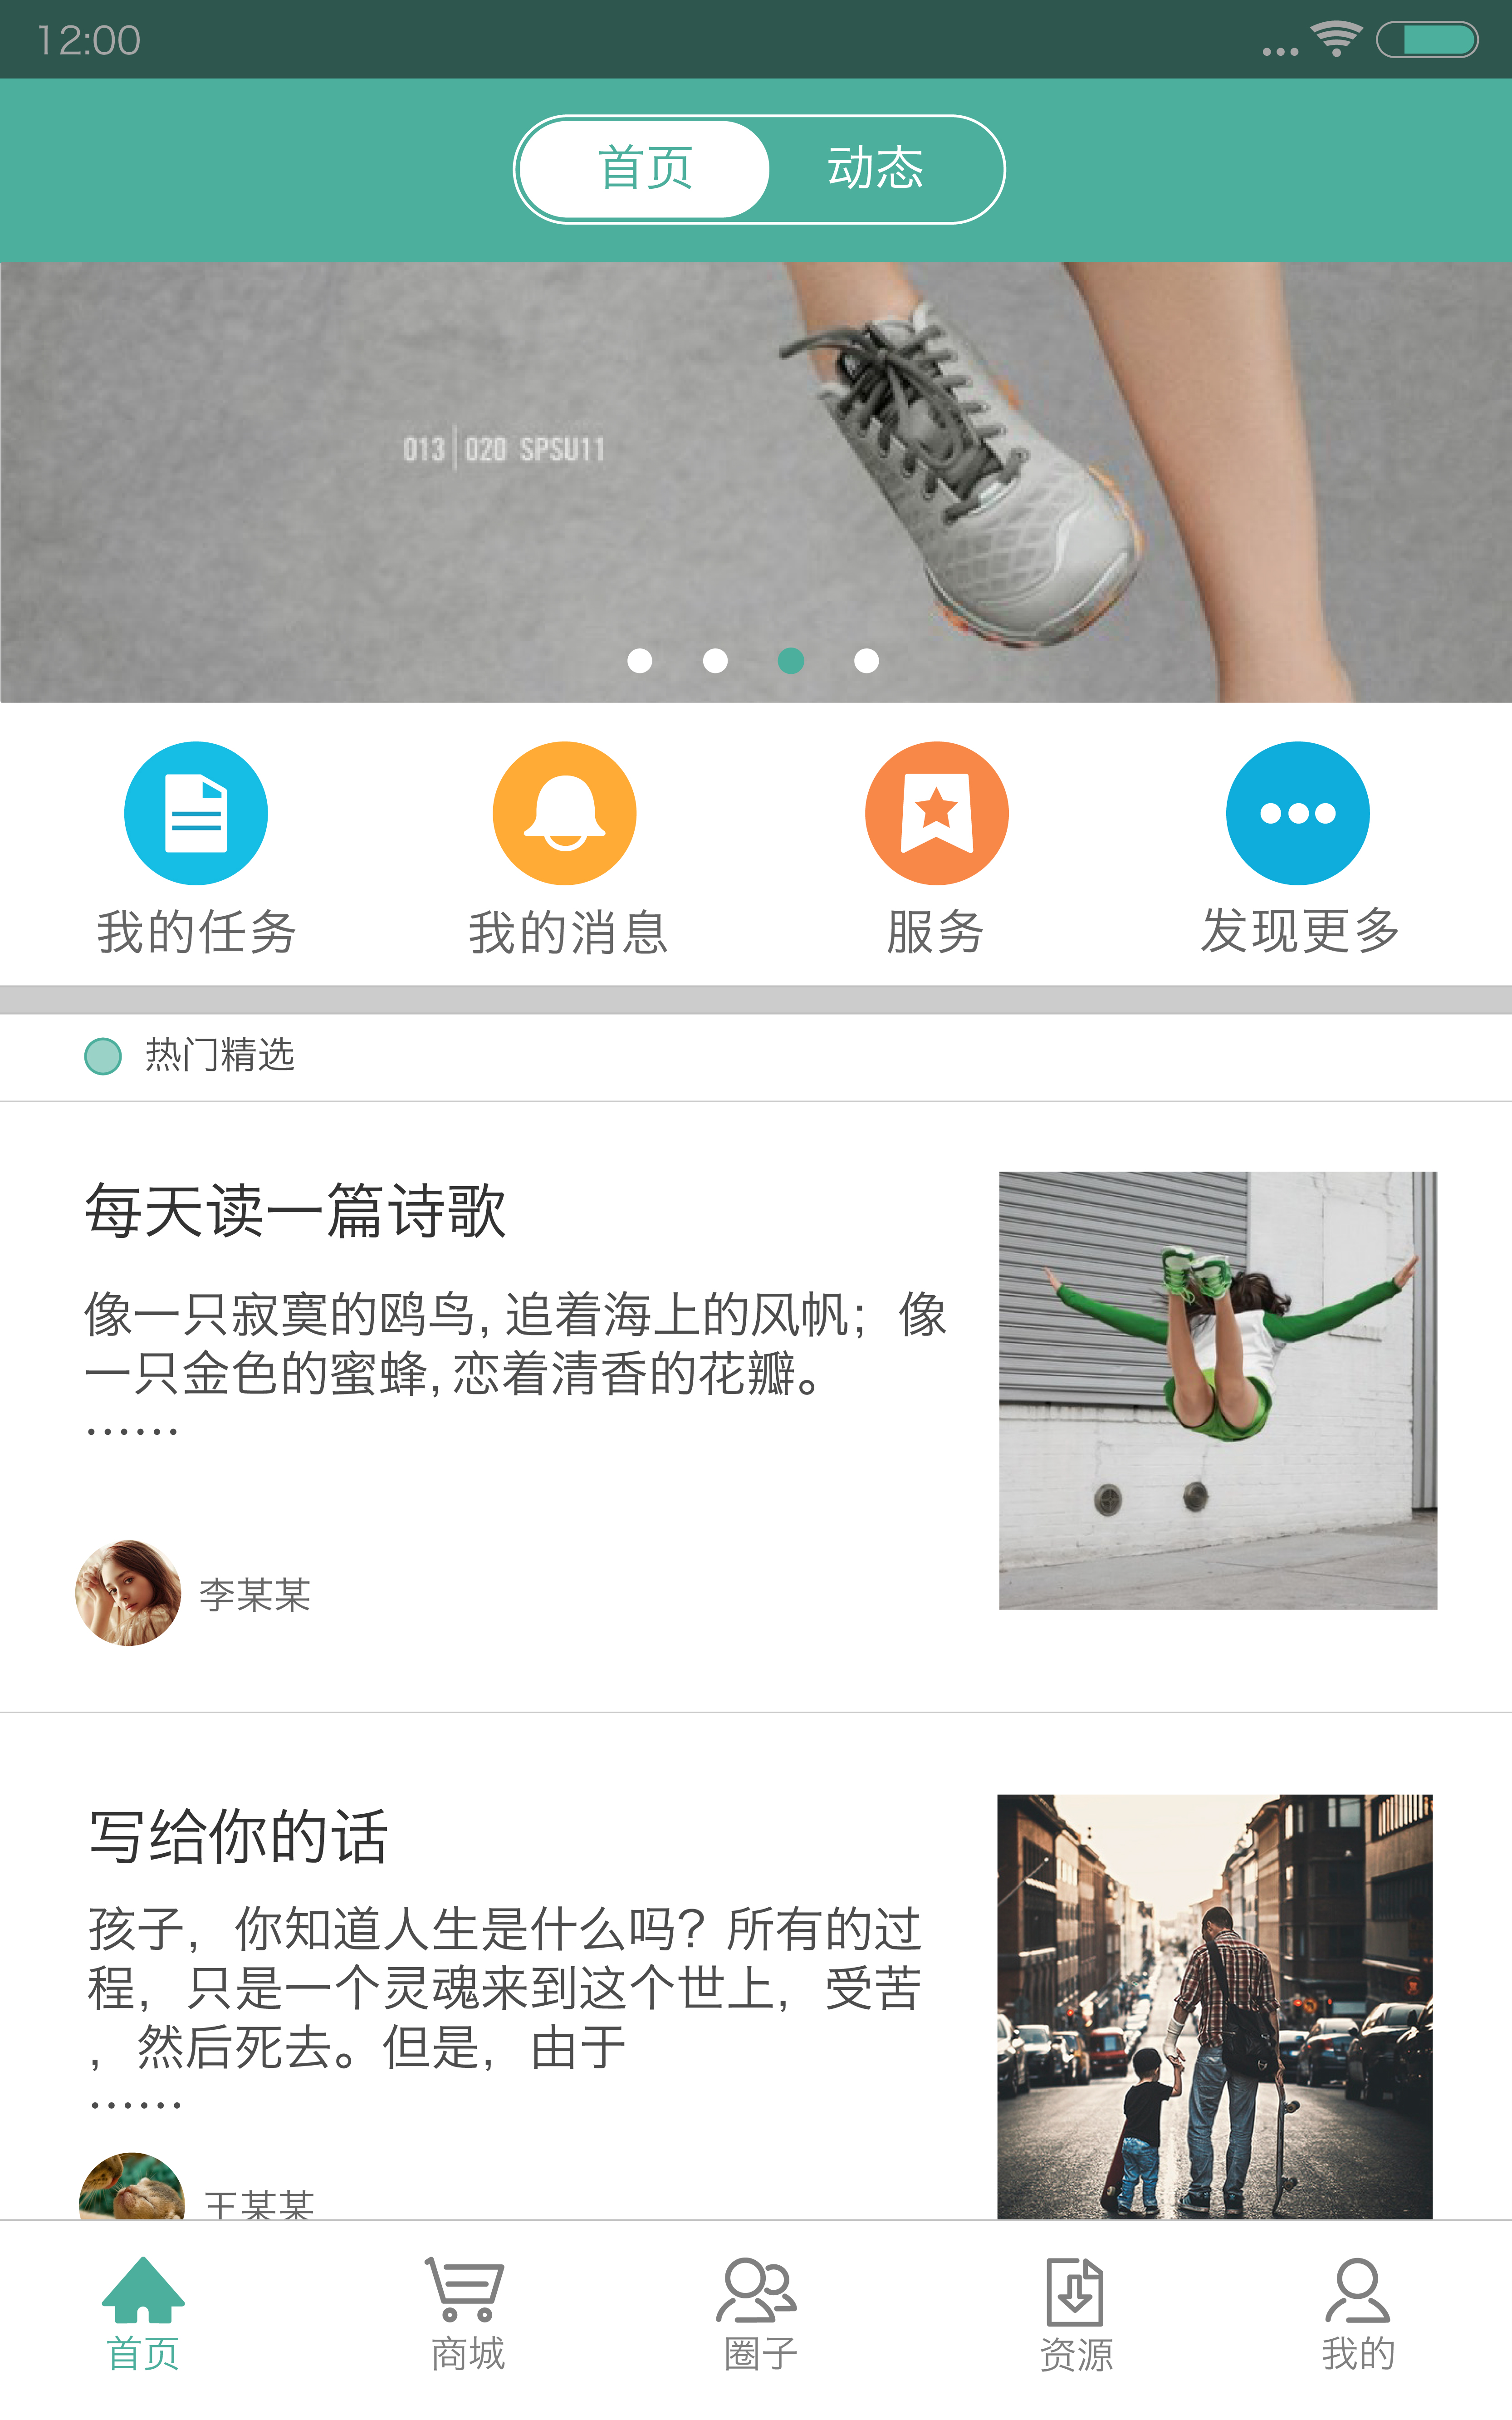 12:00
首页 动态
013 | 020 SPSU11
我的任务 我的消息 服务 发现更多
热门精选
每天读一篇诗歌
像一只寂寞的鸥鸟, 追着海上的风帆；像
一只金色的蜜蜂, 恋着清香的花瓣。
······
李某某
写给你的话
孩子，你知道人生是什么吗？所有的过
程，只是一个灵魂来到这个世上，受苦
，然后死去。但是，由于
······
王某某
首页 商城 圈子 资源 我的